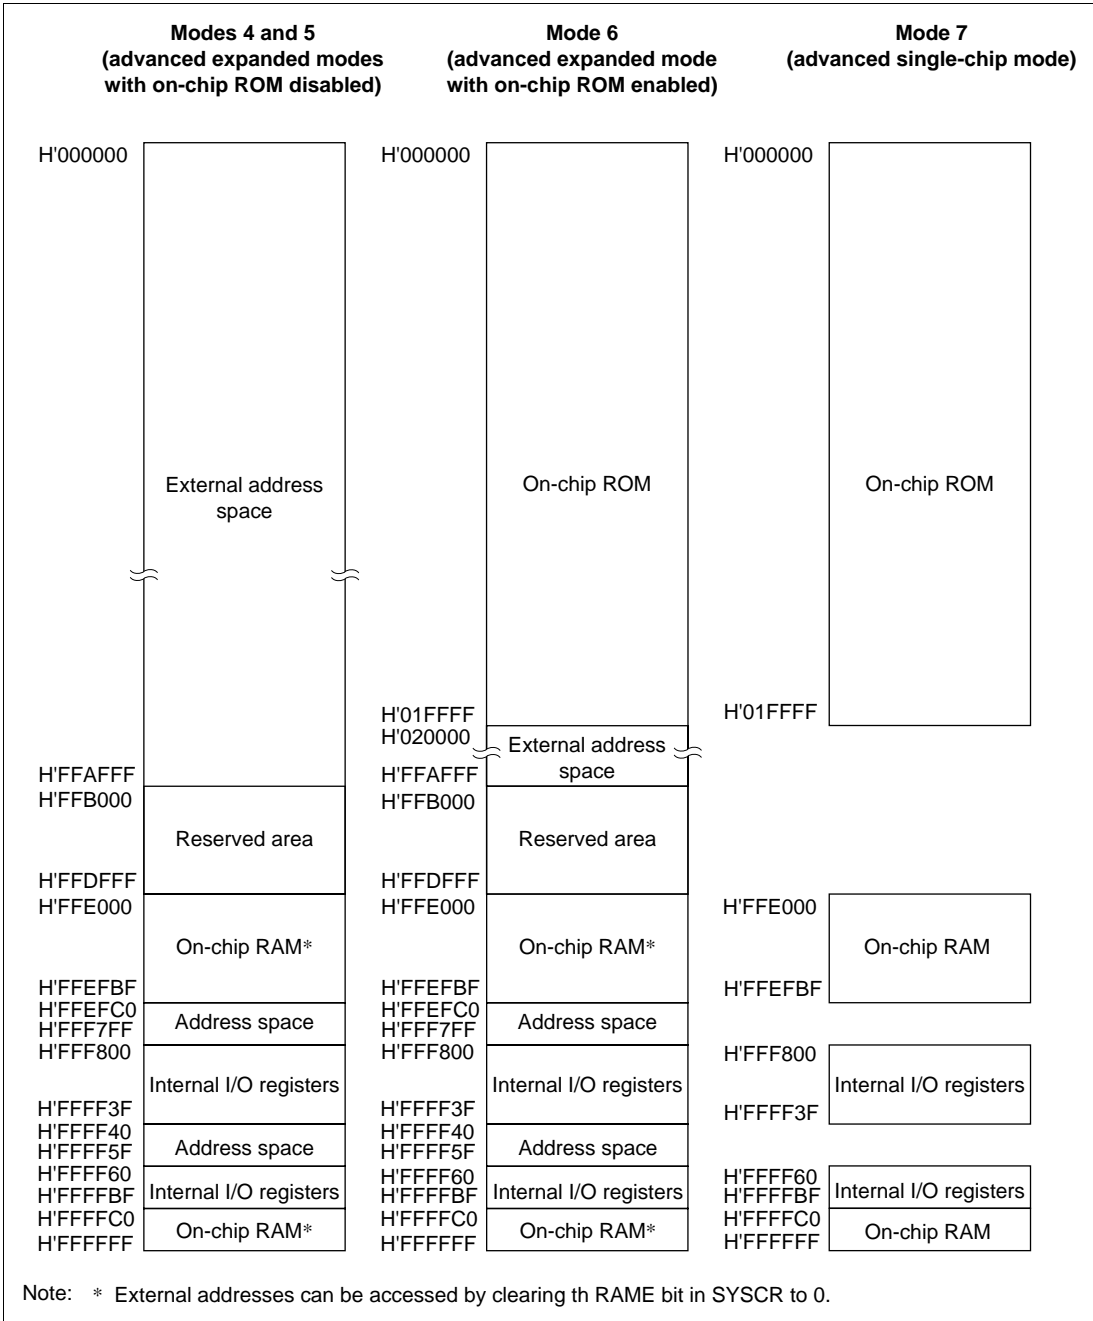 Modes 4 and 5
(advanced expanded modes
with on-chip ROM disabled)
H'000000
External address
space
H'FFAFFF
H'FFB000
Reserved area
H'FFDFFF
H'FFE000
On-chip RAM*
H'FFEFBF
H'FFEFC0
Address space
H'FFF7FF
H'FFF800
Internal I/O registers
H'FFFF3F
H'FFFF40
Address space
H'FFFF5F
H'FFFF60
Internal I/O registers
H'FFFFBF
H'FFFFC0
On-chip RAM*
H'FFFFFF
Mode 6
(advanced expanded mode
with on-chip ROM enabled)
H'000000
On-chip ROM
H'01FFFF
H'020000
External address
space
H'FFAFFF
H'FFB000
Reserved area
H'FFDFFF
H'FFE000
On-chip RAM*
H'FFEFBF
H'FFEFC0
Address space
H'FFF7FF
H'FFF800
Internal I/O registers
H'FFFF3F
H'FFFF40
Address space
H'FFFF5F
H'FFFF60
Internal I/O registers
H'FFFFBF
H'FFFFC0
On-chip RAM*
H'FFFFFF
Mode 7
(advanced single-chip mode)
H'000000
On-chip ROM
H'01FFFF
H'FFE000
On-chip RAM
H'FFEFBF
H'FFF800
Internal I/O registers
H'FFFF3F
H'FFFF60
Internal I/O registers
H'FFFFBF
H'FFFFC0
On-chip RAM
H'FFFFFF
Note: * External addresses can be accessed by clearing th RAME bit in SYSCR to 0.